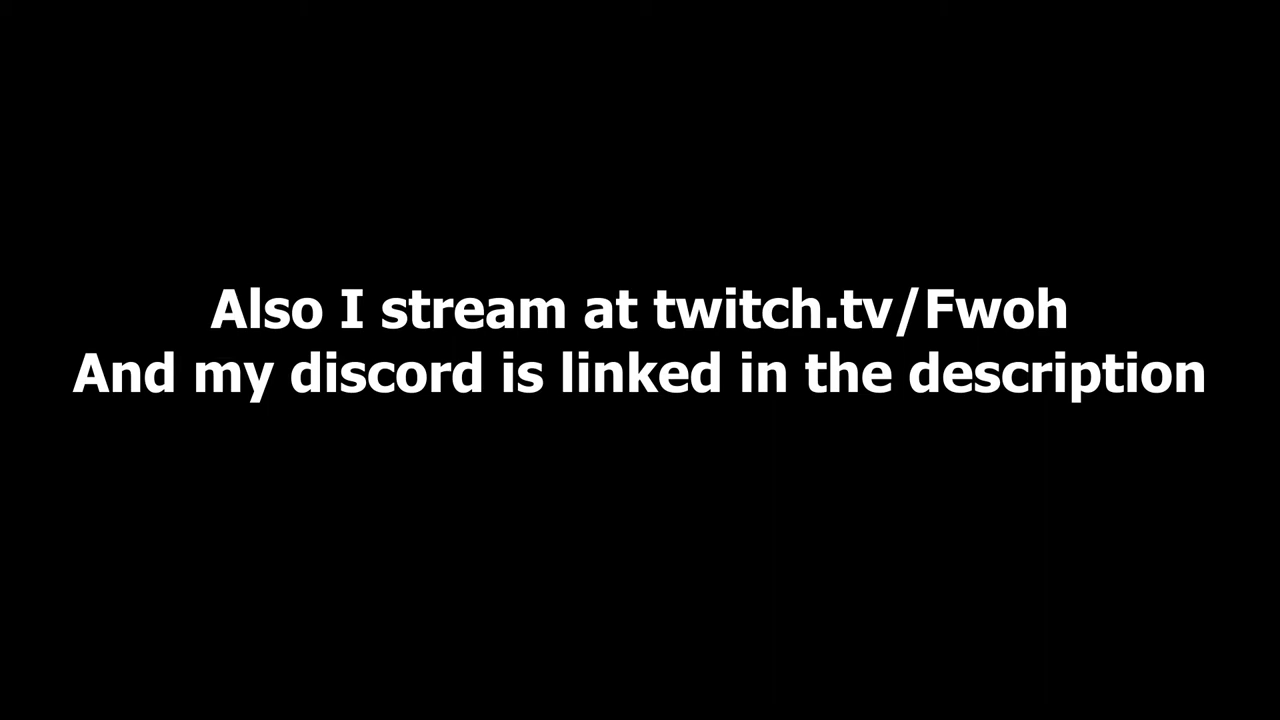 Also I stream at twitch.tv/Fwoh
And my discord is linked in the description